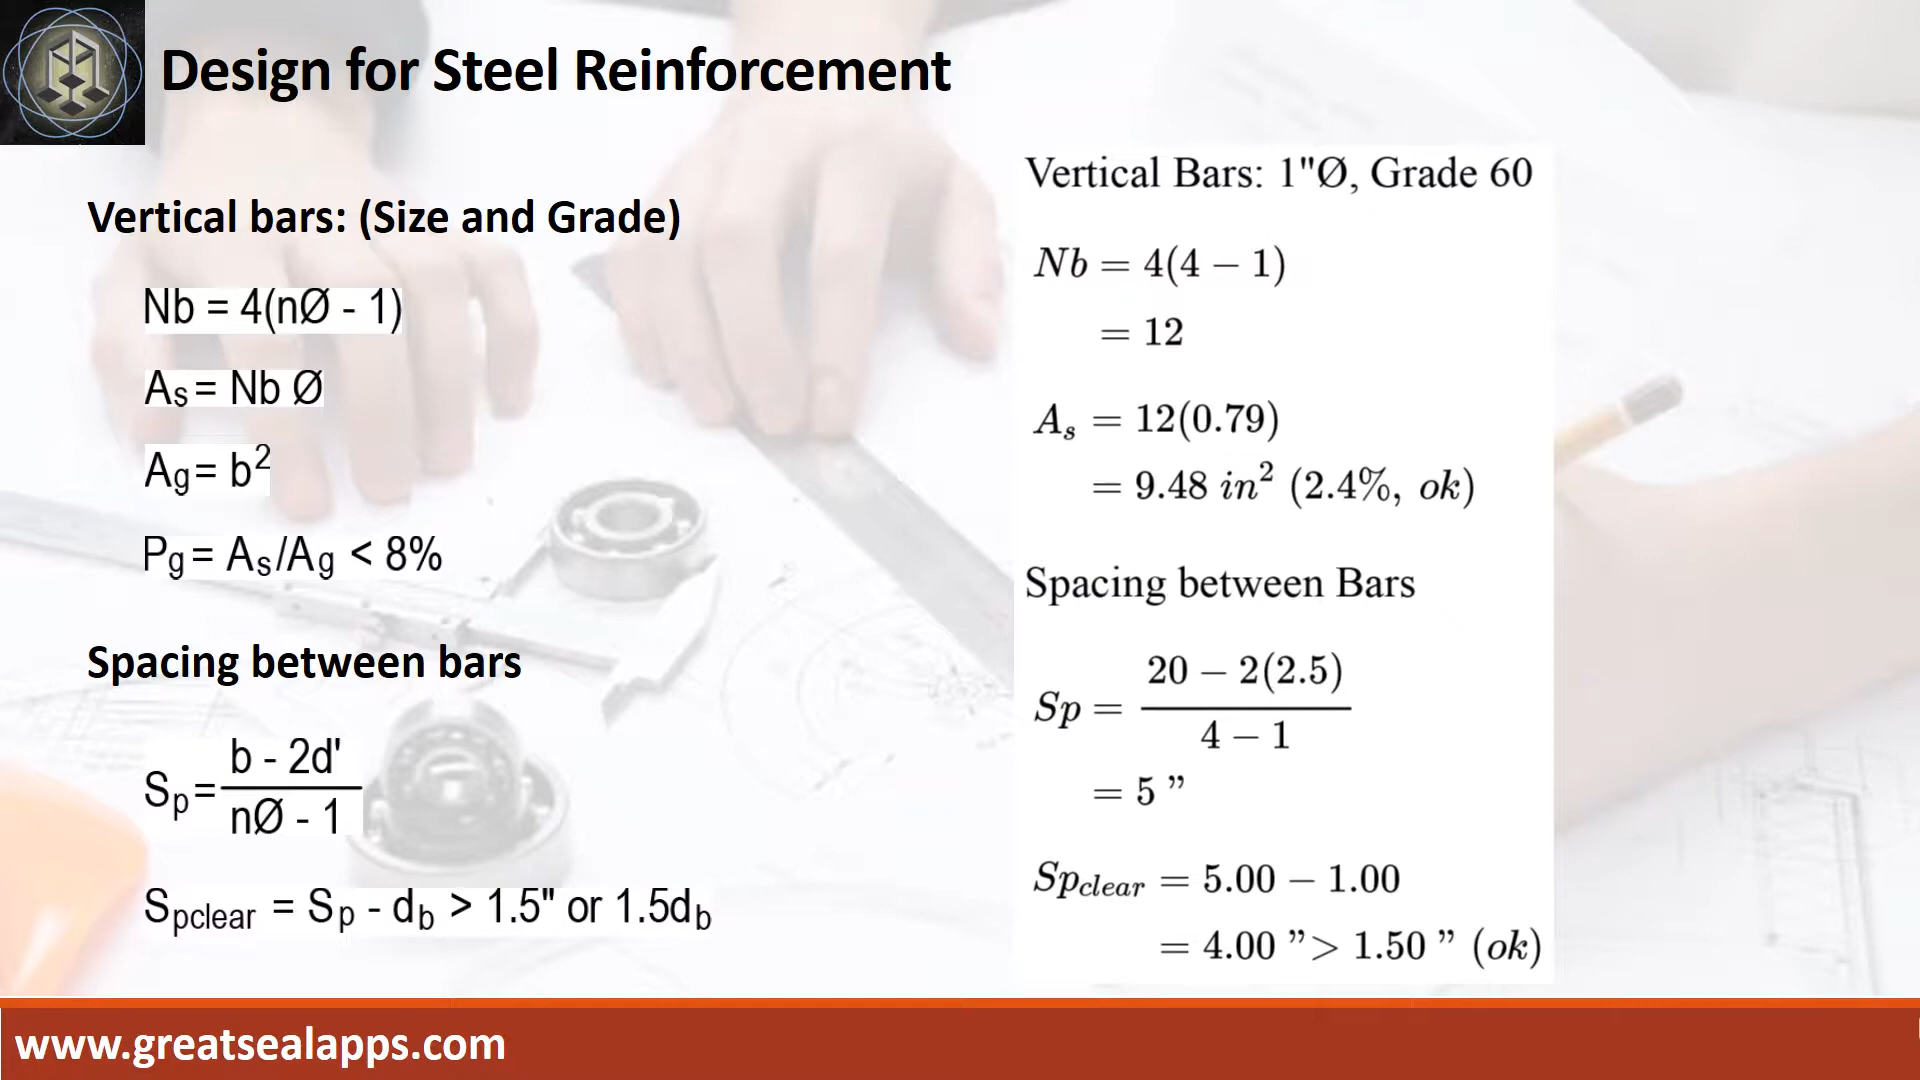 Design for Steel Reinforcement
Vertical bars: (Size and Grade)
Nb = 4(nØ - 1)
As = Nb Ø
Ag = b²
Pg = As/Ag < 8%
Spacing between bars
Sp = b - 2d' / nØ - 1
Spclear = Sp - db > 1.5" or 1.5db
Vertical Bars: 1"Ø, Grade 60
Nb = 4(4 − 1)
= 12
As = 12(0.79)
= 9.48 in² (2.4%, ok)
Spacing between Bars
Sp = 20 − 2(2.5) / 4 − 1
= 5 ”
Spclear = 5.00 − 1.00
= 4.00 ”> 1.50 ” (ok)
www.greatsealapps.com